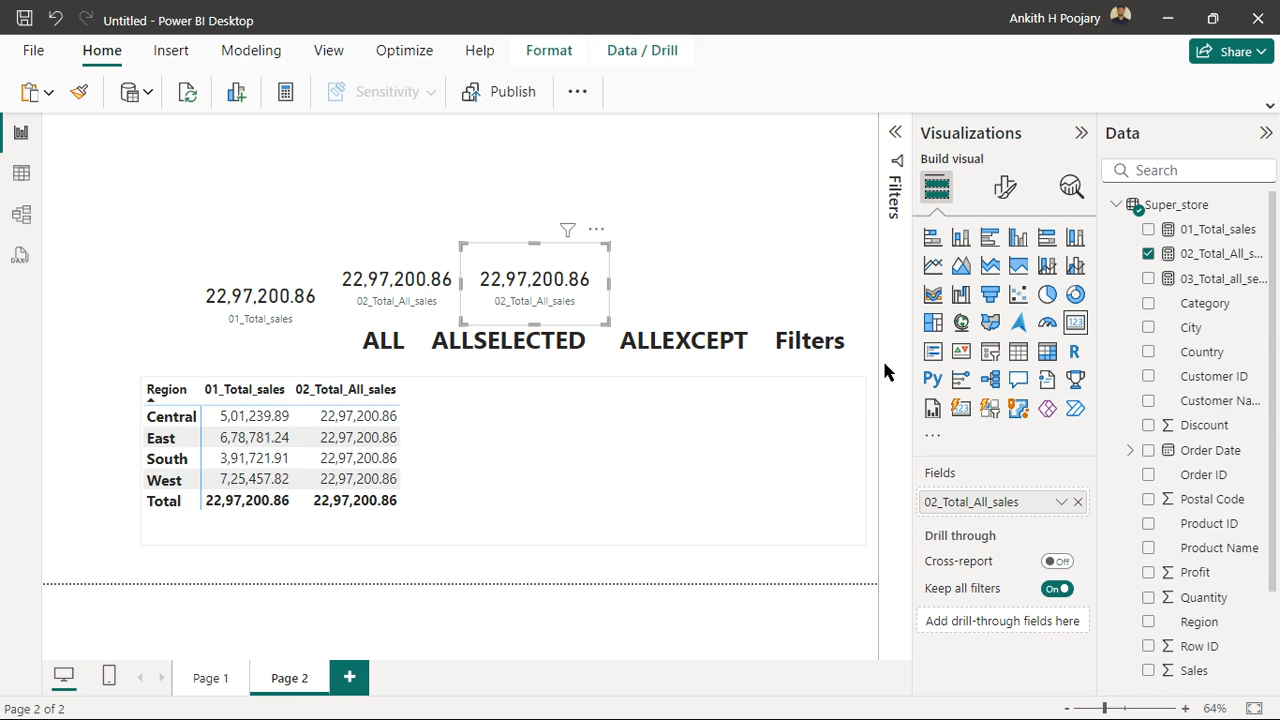 Untitled - Power BI Desktop
Ankith H Poojary
File Home Insert Modeling View Optimize Help Format Data / Drill
Share
Sensitivity
Publish
Filters
22,97,200.86
01_Total_sales
22,97,200.86
02_Total_All_sales
22,97,200.86
02_Total_All_sales
ALL ALLSELECTED ALLEXCEPT Filters
Region 01_Total_sales 02_Total_All_sales
Central 5,01,239.89 22,97,200.86
East 6,78,781.24 22,97,200.86
South 3,91,721.91 22,97,200.86
West 7,25,457.82 22,97,200.86
Total 22,97,200.86 22,97,200.86
Visualizations
Build visual
123
R
Py
Fields
02_Total_All_sales
Drill through
Cross-report
Off
Keep all filters
On
Add drill-through fields here
Data
Search
Super_store
01_Total_sales
02_Total_All_s...
03_Total_all_se...
Category
City
Country
Customer ID
Customer Na...
Discount
Order Date
Order ID
Postal Code
Product ID
Product Name
Profit
Quantity
Region
Row ID
Sales
Page 1
Page 2
Page 2 of 2
64%